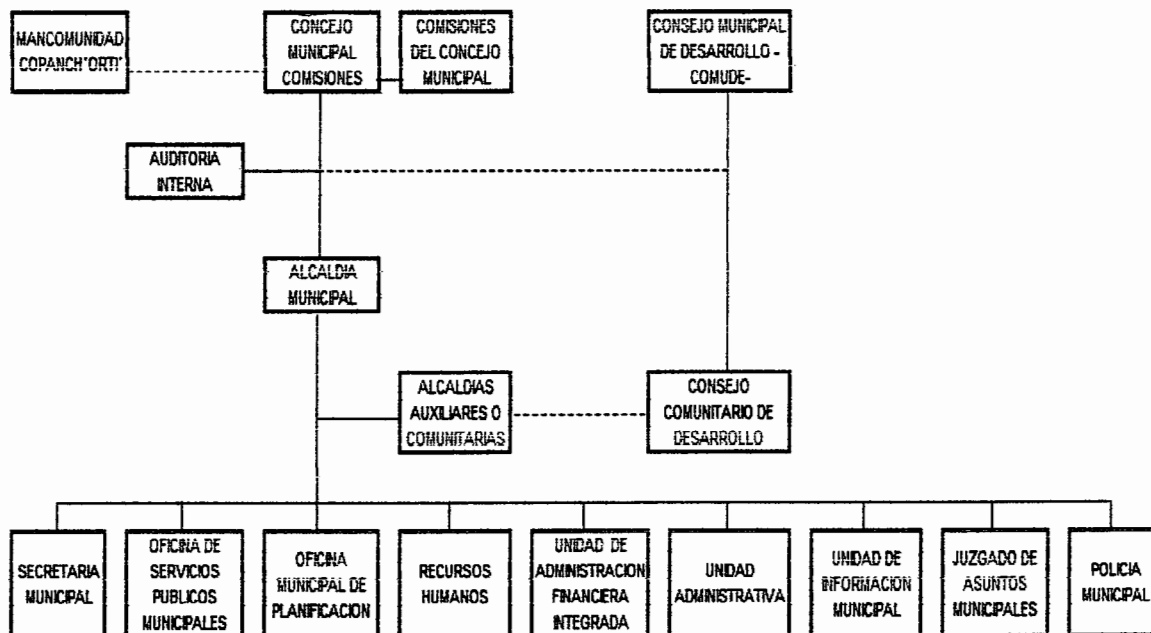 MANCOMUNIDAD
COPANCH'ORTI'
CONCEJO
MUNICIPAL
COMISIONES
COMISIONES
DEL CONCEJO
MUNICIPAL
CONSEJO MUNICIPAL
DE DESARROLLO -
COMUDE-
AUDITORIA
INTERNA
ALCALDIA
MUNICIPAL
ALCALDIAS
AUXILIARES O
COMUNITARIAS
CONSEJO
COMUNITARIO DE
DESARROLLO
SECRETARIA
MUNICIPAL
OFICINA DE
SERVICIOS
PUBLICOS
MUNICIPALES
OFICINA
MUNICIPAL DE
PLANIFICACION
RECURSOS
HUMANOS
UNIDAD DE
ADMINISTRACION
FINANCIERA
INTEGRADA
UNIDAD
ADMINISTRATIVA
UNIDAD DE
INFORMACION
MUNICIPAL
JUZGADO DE
ASUNTOS
MUNICIPALES
POLICIA
MUNICIPAL